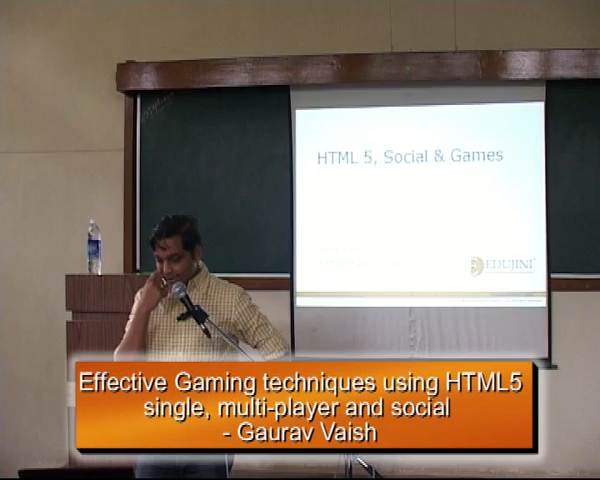 HTML 5, Social & Games
EDUJINI
Effective Gaming techniques using HTML5
single, multi-player and social
- Gaurav Vaish